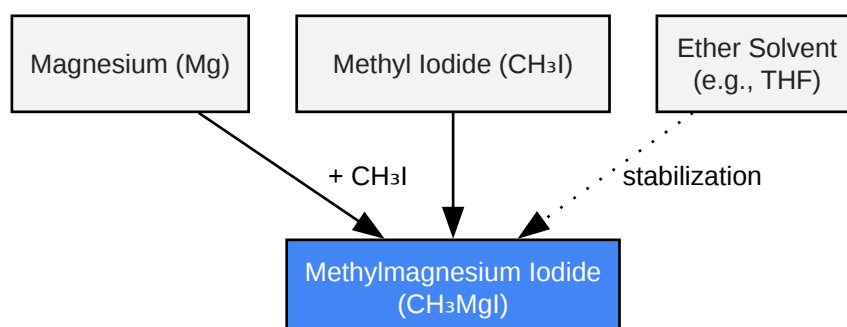 Magnesium (Mg)
Methyl Iodide (CH₃I)
Ether Solvent
(e.g., THF)
+ CH₃I
stabilization
Methylmagnesium Iodide
(CH₃MgI)